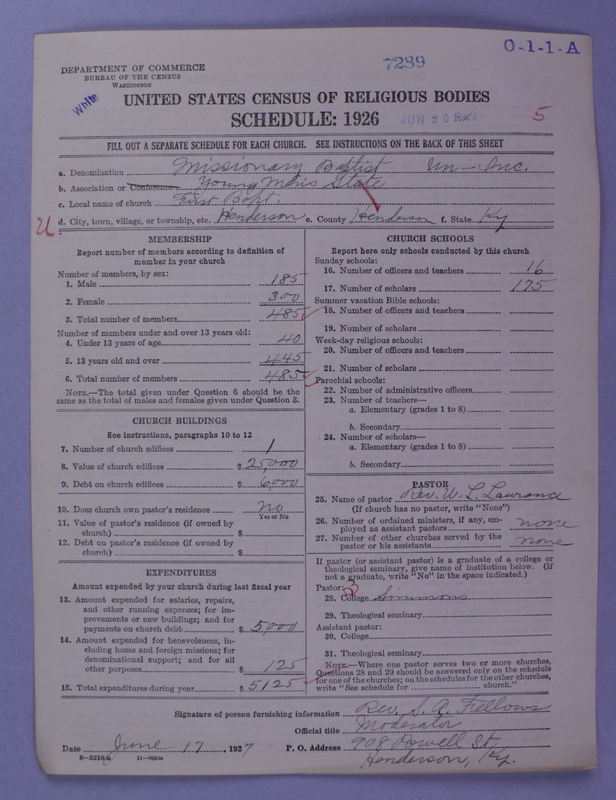 7289
O-1-1-A
DEPARTMENT OF COMMERCE
BUREAU OF THE CENSUS
WASHINGTON
White
UNITED STATES CENSUS OF RELIGIOUS BODIES
SCHEDULE: 1926
JUN 20 Rec'd
5
FILL OUT A SEPARATE SCHEDULE FOR EACH CHURCH. SEE INSTRUCTIONS ON THE BACK OF THIS SHEET
a. Denomination Missionary Baptist Un-Inc.
b. Association or Conference Young Men's State
c. Local name of church First Bapt.
d. City, town, village, or township, etc. Henderson e. County Henderson f. State Ky
U.
MEMBERSHIP
Report number of members according to definition of
member in your church
Number of members, by sex:
1. Male 185
2. Female 300
3. Total number of members 485
Number of members under and over 13 years old:
4. Under 13 years of age 40
5. 13 years old and over 445
6. Total number of members 485
NOTE.—The total given under Question 6 should be the
same as the total of males and females given under Question 3.
CHURCH BUILDINGS
See instructions, paragraphs 10 to 12
7. Number of church edifices 1
8. Value of church edifices $ 25,000
9. Debt on church edifices $ 6,000
10. Does church own pastor's residence No
Yes or No
11. Value of pastor's residence (if owned by
church) $
12. Debt on pastor's residence (if owned by
church) $
EXPENDITURES
Amount expended by your church during last fiscal year
13. Amount expended for salaries, repairs,
and other running expenses; for im-
provements or new buildings; and for
payments on church debt $ 5,000
14. Amount expended for benevolences, in-
cluding home and foreign missions; for
denominational support; and for all
other purposes $ 125
15. Total expenditures during year $ 5125
CHURCH SCHOOLS
Report here only schools conducted by this church
Sunday schools:
16. Number of officers and teachers 16
17. Number of scholars 175
Summer vacation Bible schools:
18. Number of officers and teachers
19. Number of scholars
Week-day religious schools:
20. Number of officers and teachers
21. Number of scholars
Parochial schools:
22. Number of administrative officers
23. Number of teachers—
a. Elementary (grades 1 to 8)
b. Secondary
24. Number of scholars—
a. Elementary (grades 1 to 8)
b. Secondary
PASTOR
25. Name of pastor Rev. W. L. Lawrance
(If church has no pastor, write "None")
26. Number of ordained ministers, if any, em-
ployed as assistant pastors none
27. Number of other churches served by the
pastor or his assistants none
If pastor (or assistant pastor) is a graduate of a college or
theological seminary, give name of institution below. (If
not a graduate, write "No" in the space indicated.)
Pastor: 3
28. College Simmons
29. Theological seminary
Assistant pastor:
30. College
31. Theological seminary
NOTE.—Where one pastor serves two or more churches,
Questions 28 and 29 should be answered only on the schedule
for one of the churches; on the schedules for the other churches,
write "See schedule for church."
Signature of person furnishing information Rev. S. A. Fellows
Official title Moderator
Date June 17, 1927 P. O. Address 908 Powell St,
Henderson, Ky.